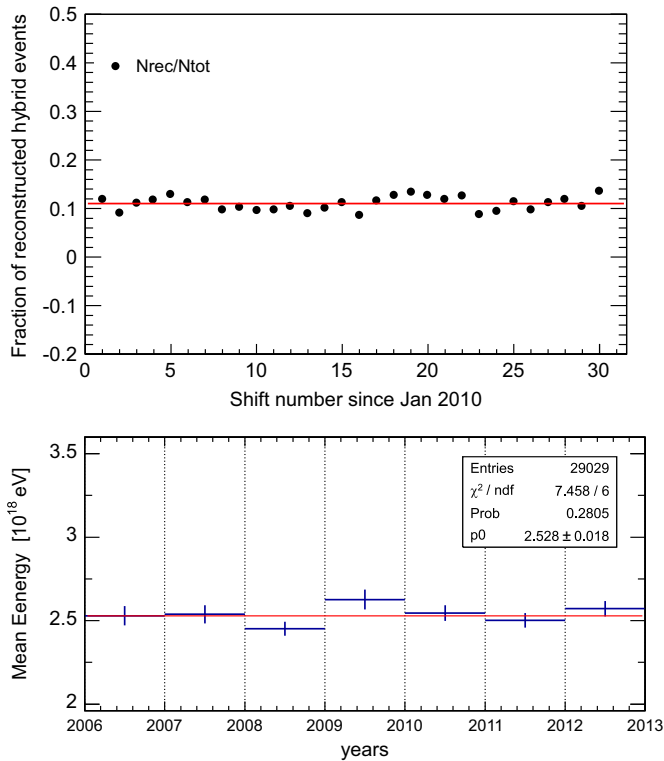 0.5
0.4
0.3
0.2
0.1
0
-0.1
-0.2
Fraction of reconstructed hybrid events
Nrec/Ntot
0 5 10 15 20 25 30
Shift number since Jan 2010
3.5
3
2.5
2
Mean Eenergy [10^18 eV]
Entries 29029
χ² / ndf 7.458 / 6
Prob 0.2805
p0 2.528 ± 0.018
2006 2007 2008 2009 2010 2011 2012 2013
years